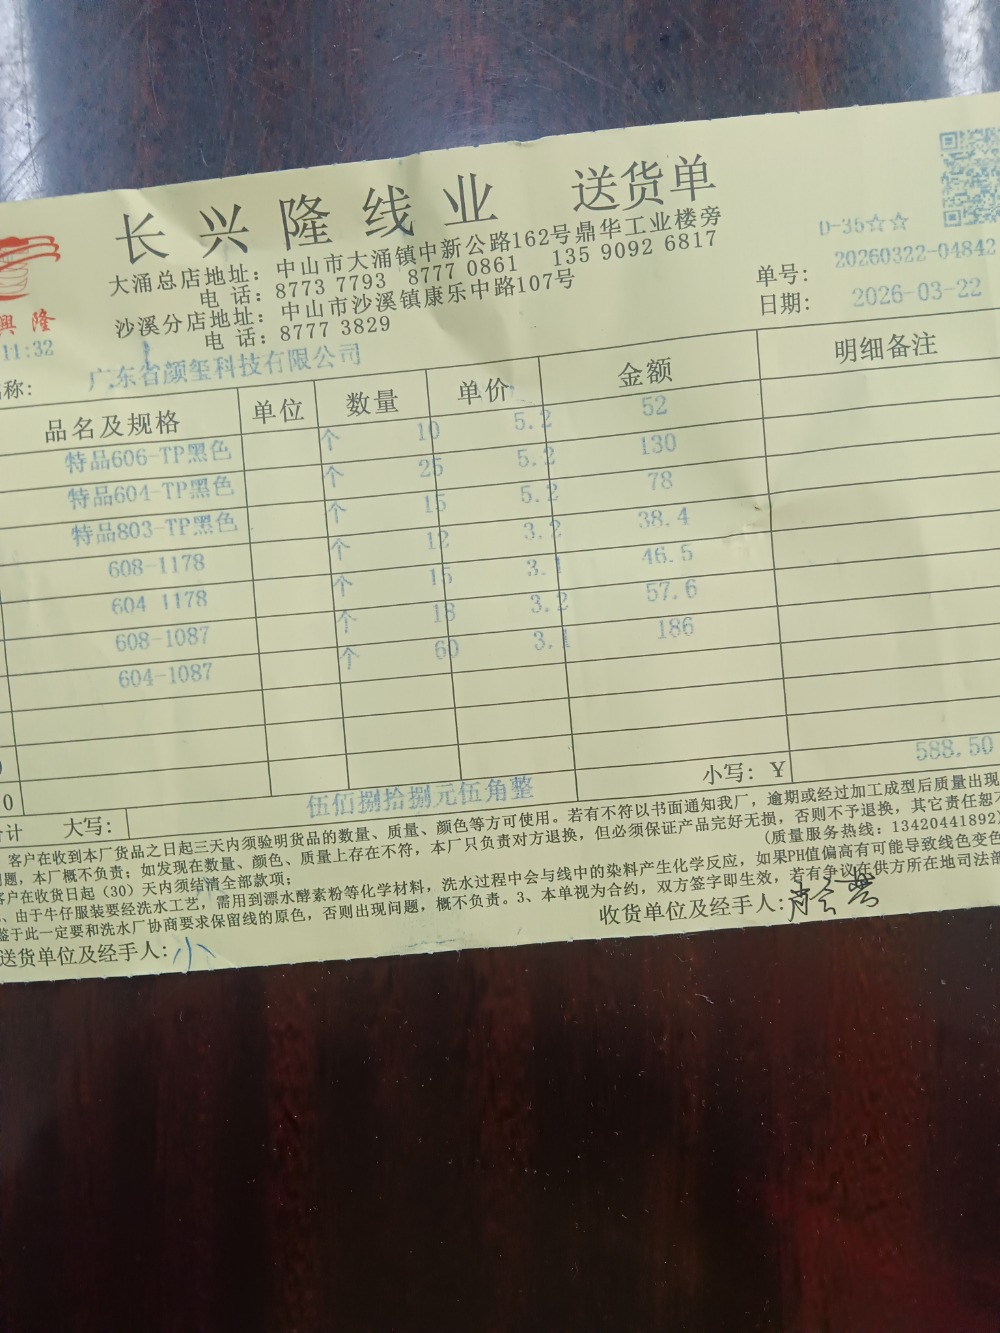 长兴隆线业 送货单
大涌总店地址：中山市大涌镇中新公路162号鼎华工业楼旁
电 话：8773 7793 8777 0861 135 9092 6817
沙溪分店地址：中山市沙溪镇康乐中路107号
电 话：8777 3829
D-35☆☆
单号：20260322-04842
日期：2026-03-22
興隆
11:32
名称：广东省颜玺科技有限公司
品名及规格 单位 数量 单价 金额 明细备注
特品606-TP黑色 个 10 5.2 52
特品604-TP黑色 个 25 5.2 130
特品803-TP黑色 个 15 5.2 78
608-1178 个 12 3.2 38.4
604 1178 个 15 3.1 46.5
608-1087 个 18 3.2 57.6
604-1087 个 60 3.1 186
0
合计 大写：伍佰捌拾捌元伍角整 小写：￥ 588.50
客户在收到本厂货品之日起三天内须验明货品的数量、质量、颜色等方可使用。若有不符以书面通知我厂，逾期或经过加工成型后质量出现
问题，本厂概不负责；如发现在数量、颜色、质量上存在不符，本厂只负责对方退换，但必须保证产品完好无损，否则不予退换，其它责任恕不
客户在收货日起（30）天内须结清全部款项； (质量服务热线：13420441892)
、由于牛仔服装要经洗水工艺，需用到漂水酵素粉等化学材料，洗水过程中会与线中的染料产生化学反应，如果PH值偏高有可能导致线色变色
鉴于此一定要和洗水厂协商要求保留线的原色，否则出现问题，概不负责。3、本单视为合约，双方签字即生效，若有争议在供方所在地司法部
送货单位及经手人：小 收货单位及经手人：